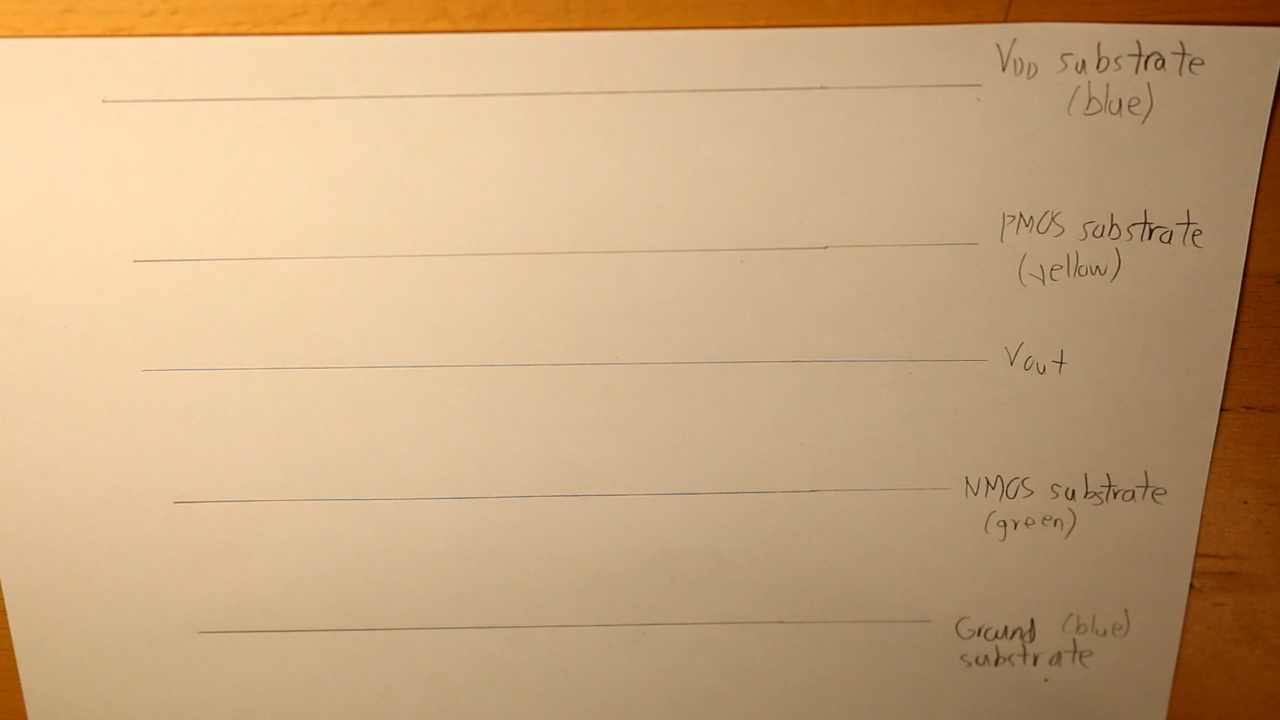 VDD substrate
(blue)
PMOS substrate
(yellow)
Vout
NMOS substrate
(green)
Ground (blue)
substrate